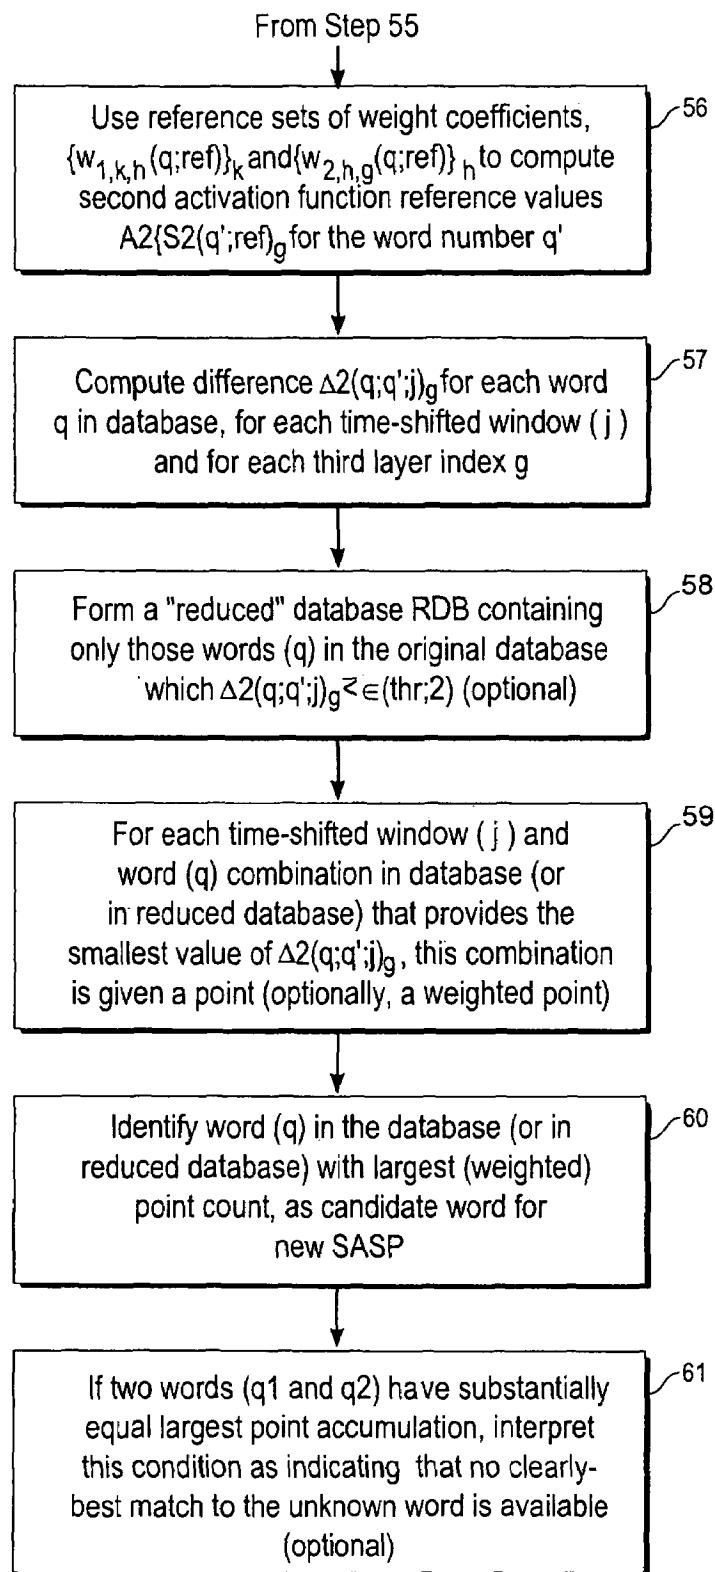 From Step 55
56
Use reference sets of weight coefficients,
{w1,k,h(q;ref)}k and{w2,h,g(q;ref)} h to compute
second activation function reference values
A2{S2(q';ref)g for the word number q'
57
Compute difference Δ2(q;q';j)g for each word
q in database, for each time-shifted window ( j )
and for each third layer index g
58
Form a "reduced" database RDB containing
only those words (q) in the original database
which Δ2(q;q';j)g ≷ ∈(thr;2) (optional)
59
For each time-shifted window ( j ) and
word (q) combination in database (or
in reduced database) that provides the
smallest value of Δ2(q;q';j)g, this combination
is given a point (optionally, a weighted point)
60
Identify word (q) in the database (or in
reduced database) with largest (weighted)
point count, as candidate word for
new SASP
61
If two words (q1 and q2) have substantially
equal largest point accumulation, interpret
this condition as indicating that no clearly-
best match to the unknown word is available
(optional)